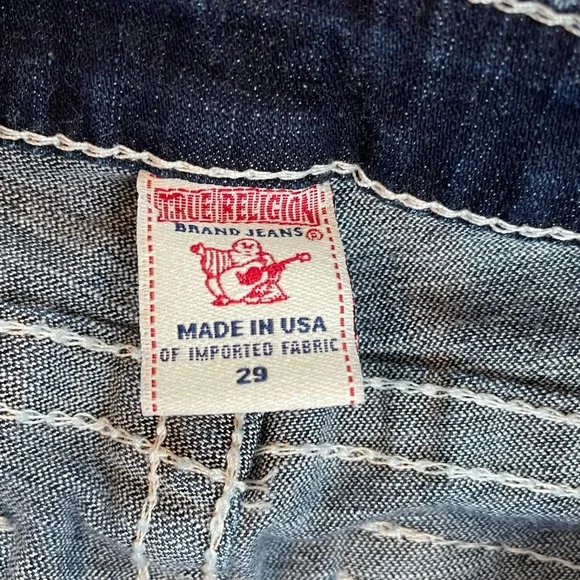 TRUE RELIGION
BRAND JEANS ®
MADE IN USA
OF IMPORTED FABRIC
29